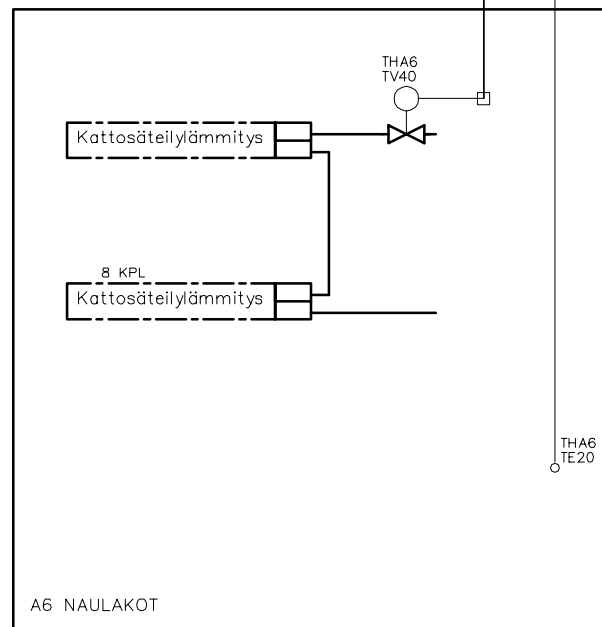 THA6
TV40
Kattosäteilylämmitys
8 KPL
Kattosäteilylämmitys
THA6
TE20
A6 NAULAKOT